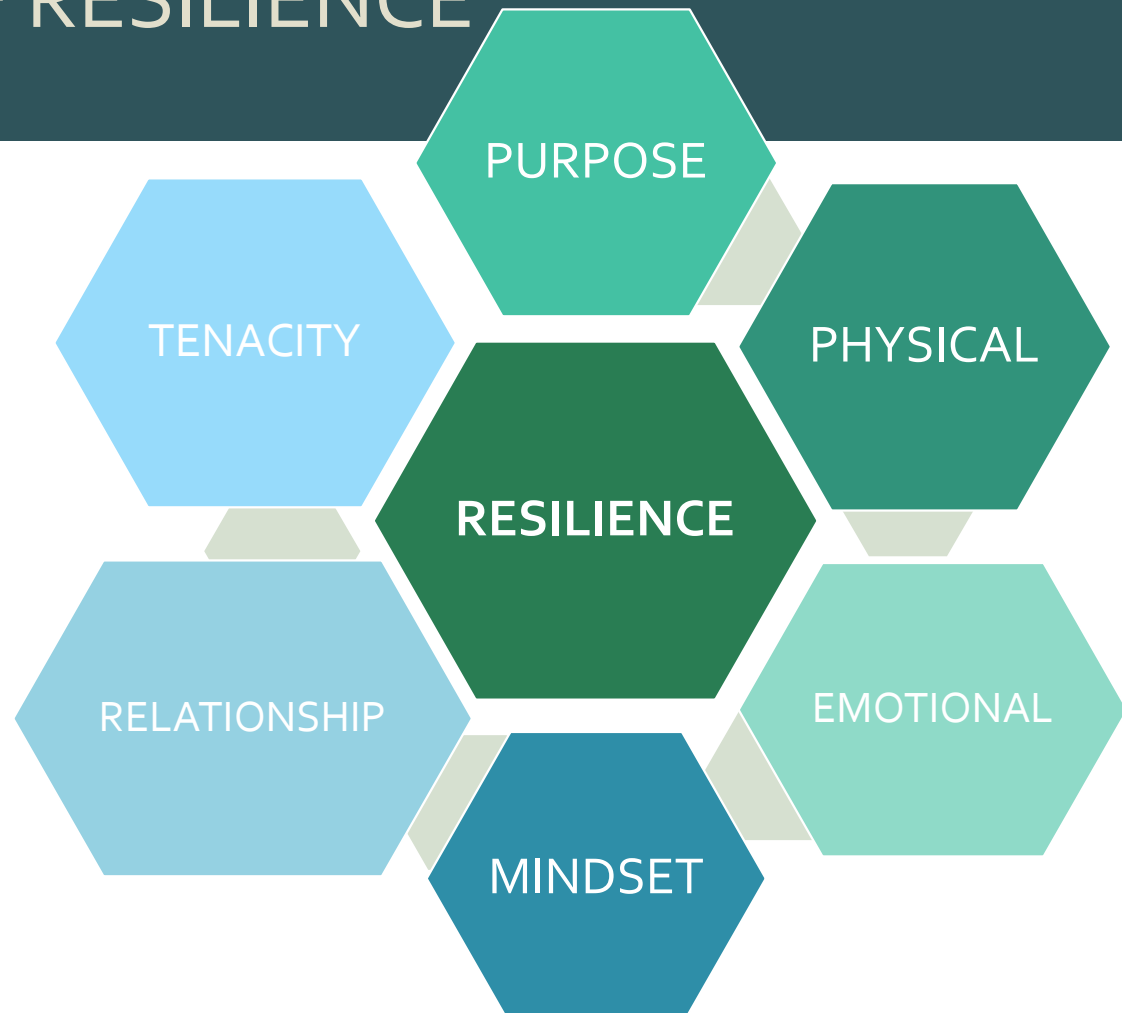 RESILIENCE
PURPOSE
TENACITY
PHYSICAL
RESILIENCE
RELATIONSHIP
EMOTIONAL
MINDSET